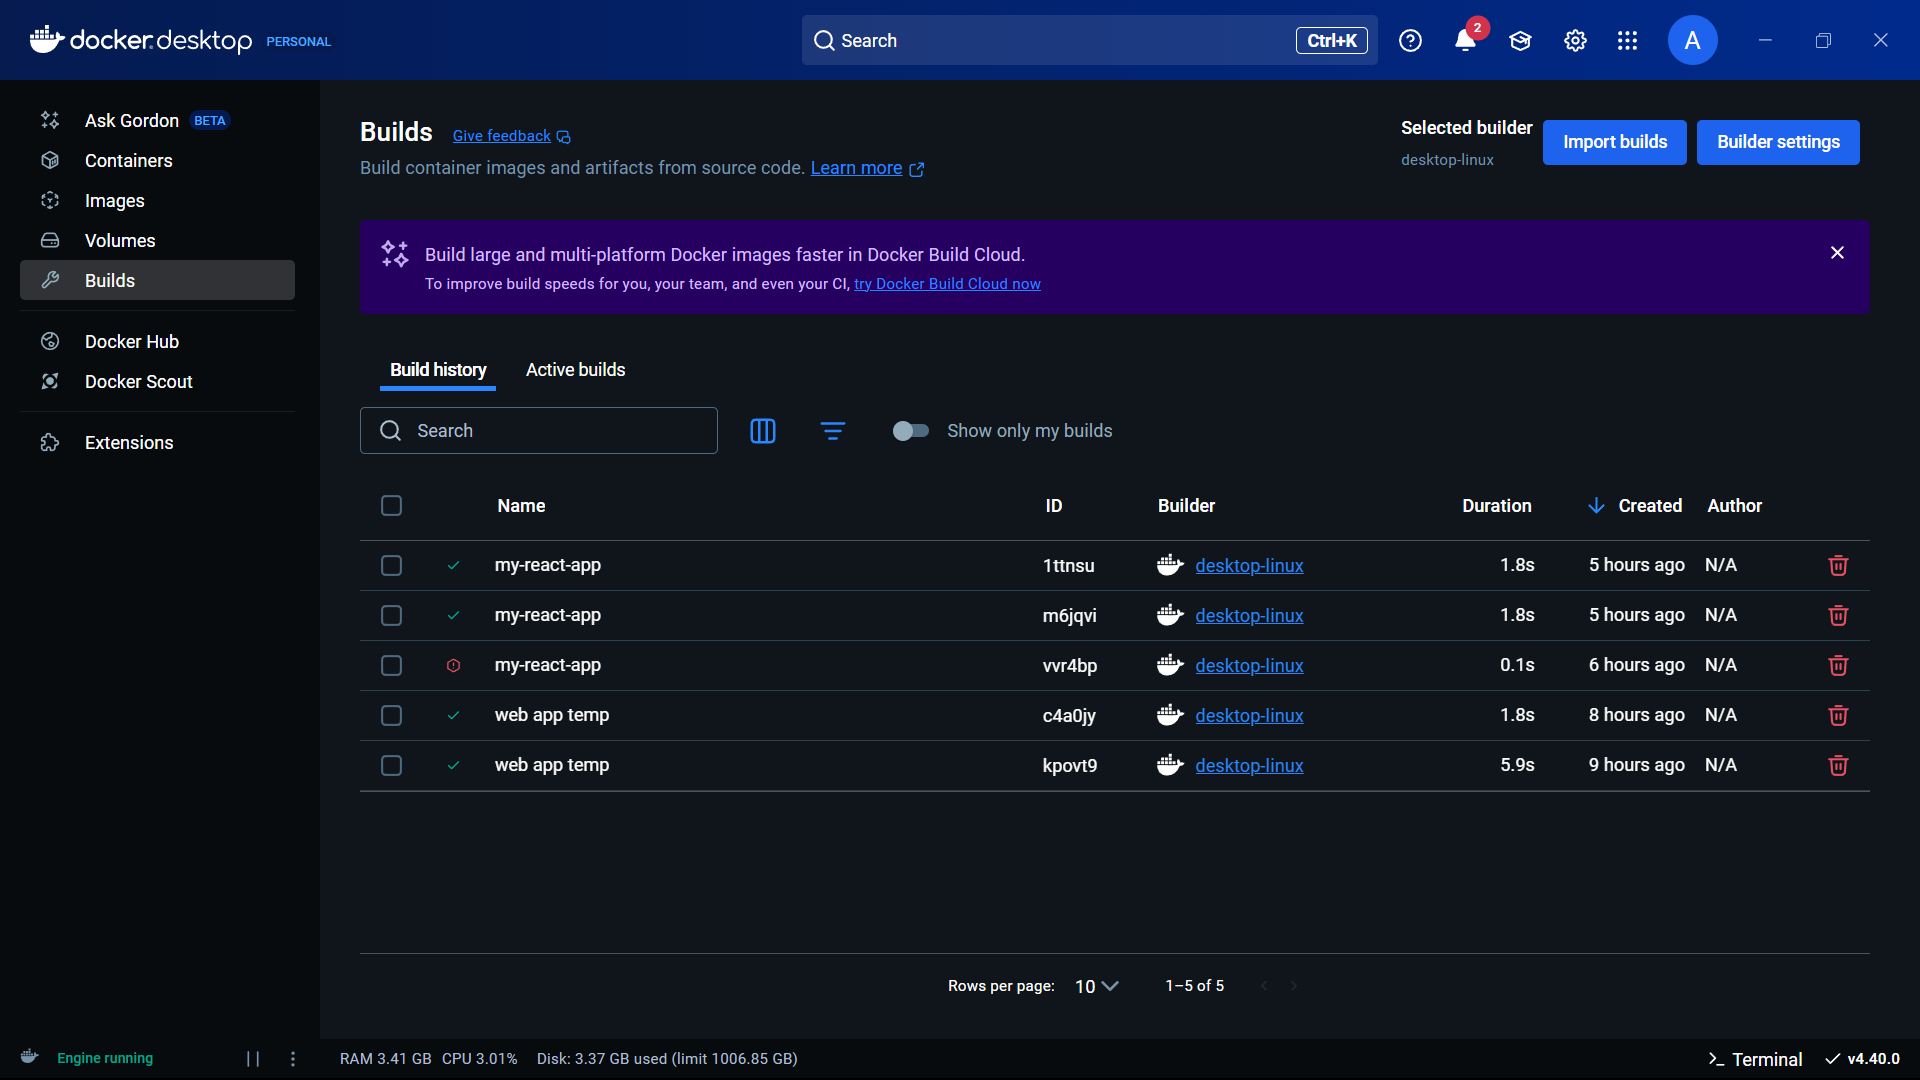 docker.desktop PERSONAL
Search Ctrl+K
2
A
Ask Gordon BETA
Containers
Images
Volumes
Builds
Docker Hub
Docker Scout
Extensions
Builds Give feedback
Build container images and artifacts from source code. Learn more
Selected builder
desktop-linux
Import builds
Builder settings
Build large and multi-platform Docker images faster in Docker Build Cloud.
To improve build speeds for you, your team, and even your CI, try Docker Build Cloud now
Build history Active builds
Search Show only my builds
Name ID Builder Duration Created Author
my-react-app 1ttnsu desktop-linux 1.8s 5 hours ago N/A
my-react-app m6jqvi desktop-linux 1.8s 5 hours ago N/A
my-react-app vvr4bp desktop-linux 0.1s 6 hours ago N/A
web app temp c4a0jy desktop-linux 1.8s 8 hours ago N/A
web app temp kpovt9 desktop-linux 5.9s 9 hours ago N/A
Rows per page: 10 1–5 of 5
Engine running RAM 3.41 GB CPU 3.01% Disk: 3.37 GB used (limit 1006.85 GB) Terminal v4.40.0